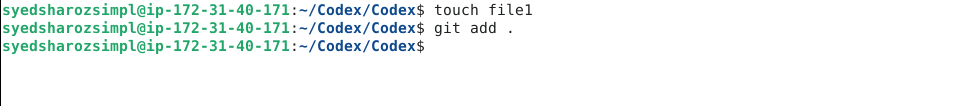 syedsharozsimpl@ip-172-31-40-171:~/Codex/Codex$ touch file1
syedsharozsimpl@ip-172-31-40-171:~/Codex/Codex$ git add .
syedsharozsimpl@ip-172-31-40-171:~/Codex/Codex$